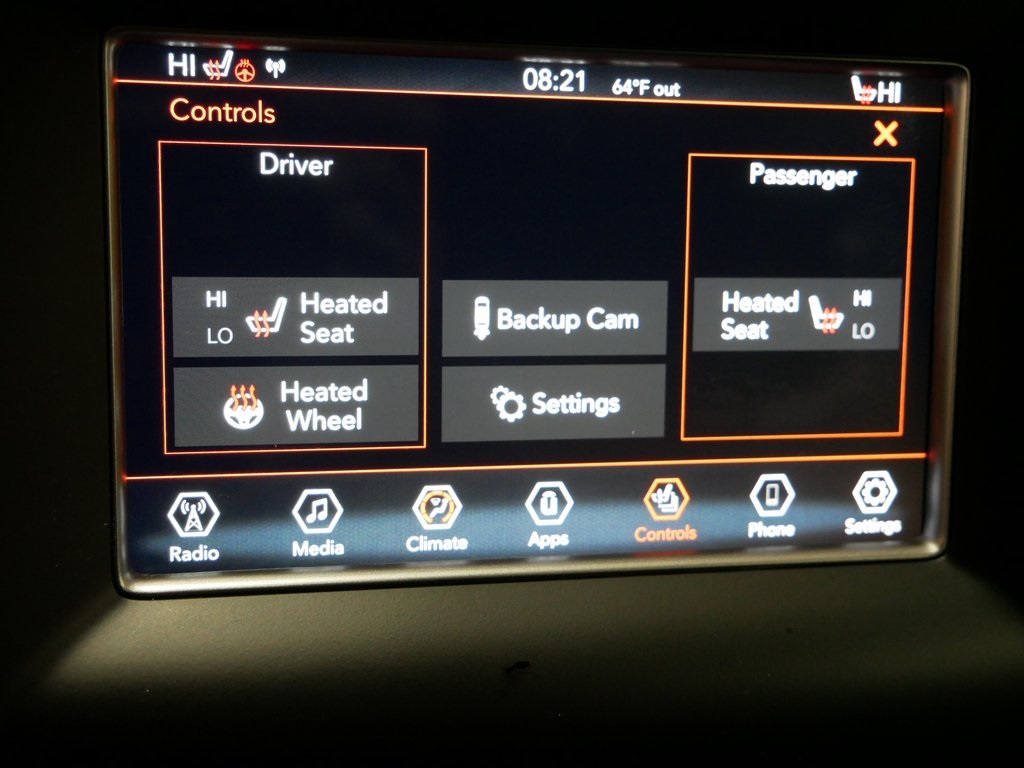 HI 08:21 64°F out HI
Controls
Driver
Passenger
HI
LO
Heated
Seat
Backup Cam
Heated
Seat
HI
LO
Heated
Wheel
Settings
Radio Media Climate Apps Controls Phone Settings